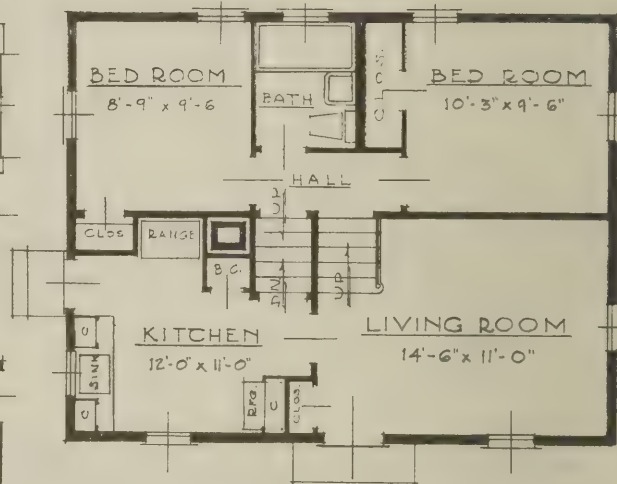 BED ROOM
8'-9" x 9'-6
BATH
CLOS.
BED ROOM
10'-3" x 9'-6"
HALL
UP
CLOS
RANGE
B.C.
DN
UP
C
SINK
C
KITCHEN
12'-0" x 11'-0"
LIVING ROOM
14'-6" x 11'-0"
RFG.
C
CLOS.